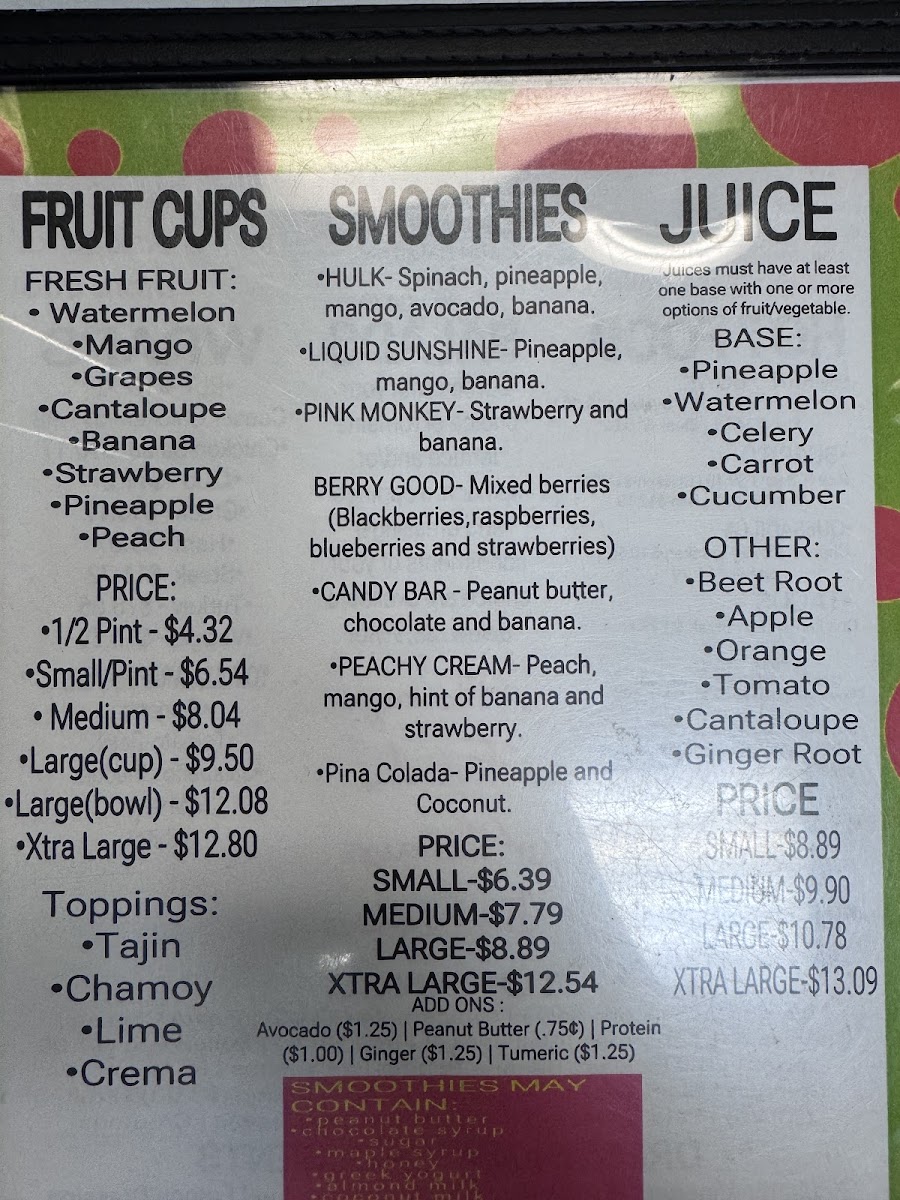 FRUIT CUPS
FRESH FRUIT:
• Watermelon
•Mango
•Grapes
•Cantaloupe
•Banana
•Strawberry
•Pineapple
•Peach
PRICE:
•1/2 Pint - $4.32
•Small/Pint - $6.54
• Medium - $8.04
•Large(cup) - $9.50
•Large(bowl) - $12.08
•Xtra Large - $12.80
Toppings:
•Tajin
•Chamoy
•Lime
•Crema
SMOOTHIES
•HULK- Spinach, pineapple,
mango, avocado, banana.
•LIQUID SUNSHINE- Pineapple,
mango, banana.
•PINK MONKEY- Strawberry and
banana.
BERRY GOOD- Mixed berries
(Blackberries,raspberries,
blueberries and strawberries)
•CANDY BAR - Peanut butter,
chocolate and banana.
•PEACHY CREAM- Peach,
mango, hint of banana and
strawberry.
•Pina Colada- Pineapple and
Coconut.
PRICE:
SMALL-$6.39
MEDIUM-$7.79
LARGE-$8.89
XTRA LARGE-$12.54
ADD ONS :
Avocado ($1.25) | Peanut Butter (.75¢) | Protein
($1.00) | Ginger ($1.25) | Tumeric ($1.25)
SMOOTHIES MAY
CONTAIN:
•peanut butter
•chocolate syrup
•sugar
•maple syrup
•honey
•greek yogurt
•almond milk
•coconut milk
JUICE
Juices must have at least
one base with one or more
options of fruit/vegetable.
BASE:
•Pineapple
•Watermelon
•Celery
•Carrot
•Cucumber
OTHER:
•Beet Root
•Apple
•Orange
•Tomato
•Cantaloupe
•Ginger Root
PRICE
SMALL-$8.89
MEDIUM-$9.90
LARGE-$10.78
XTRA LARGE-$13.09